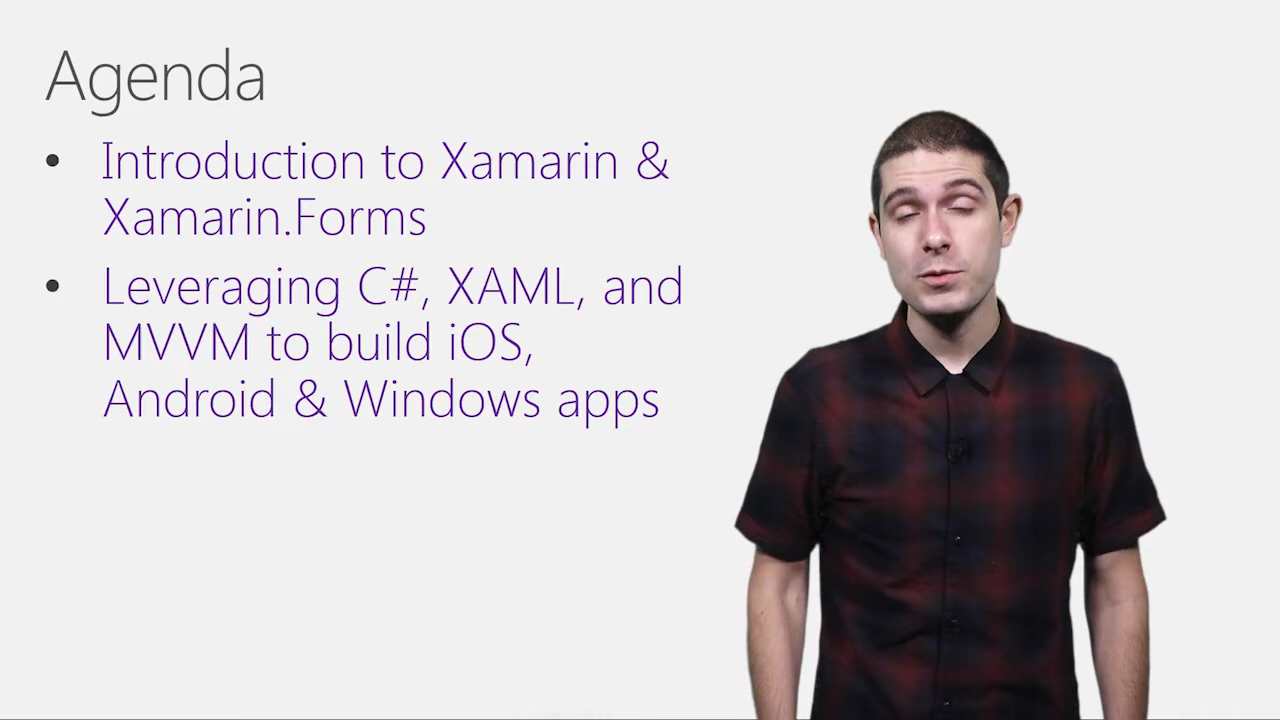 Agenda
• Introduction to Xamarin &
Xamarin.Forms
• Leveraging C#, XAML, and
MVVM to build iOS,
Android & Windows apps